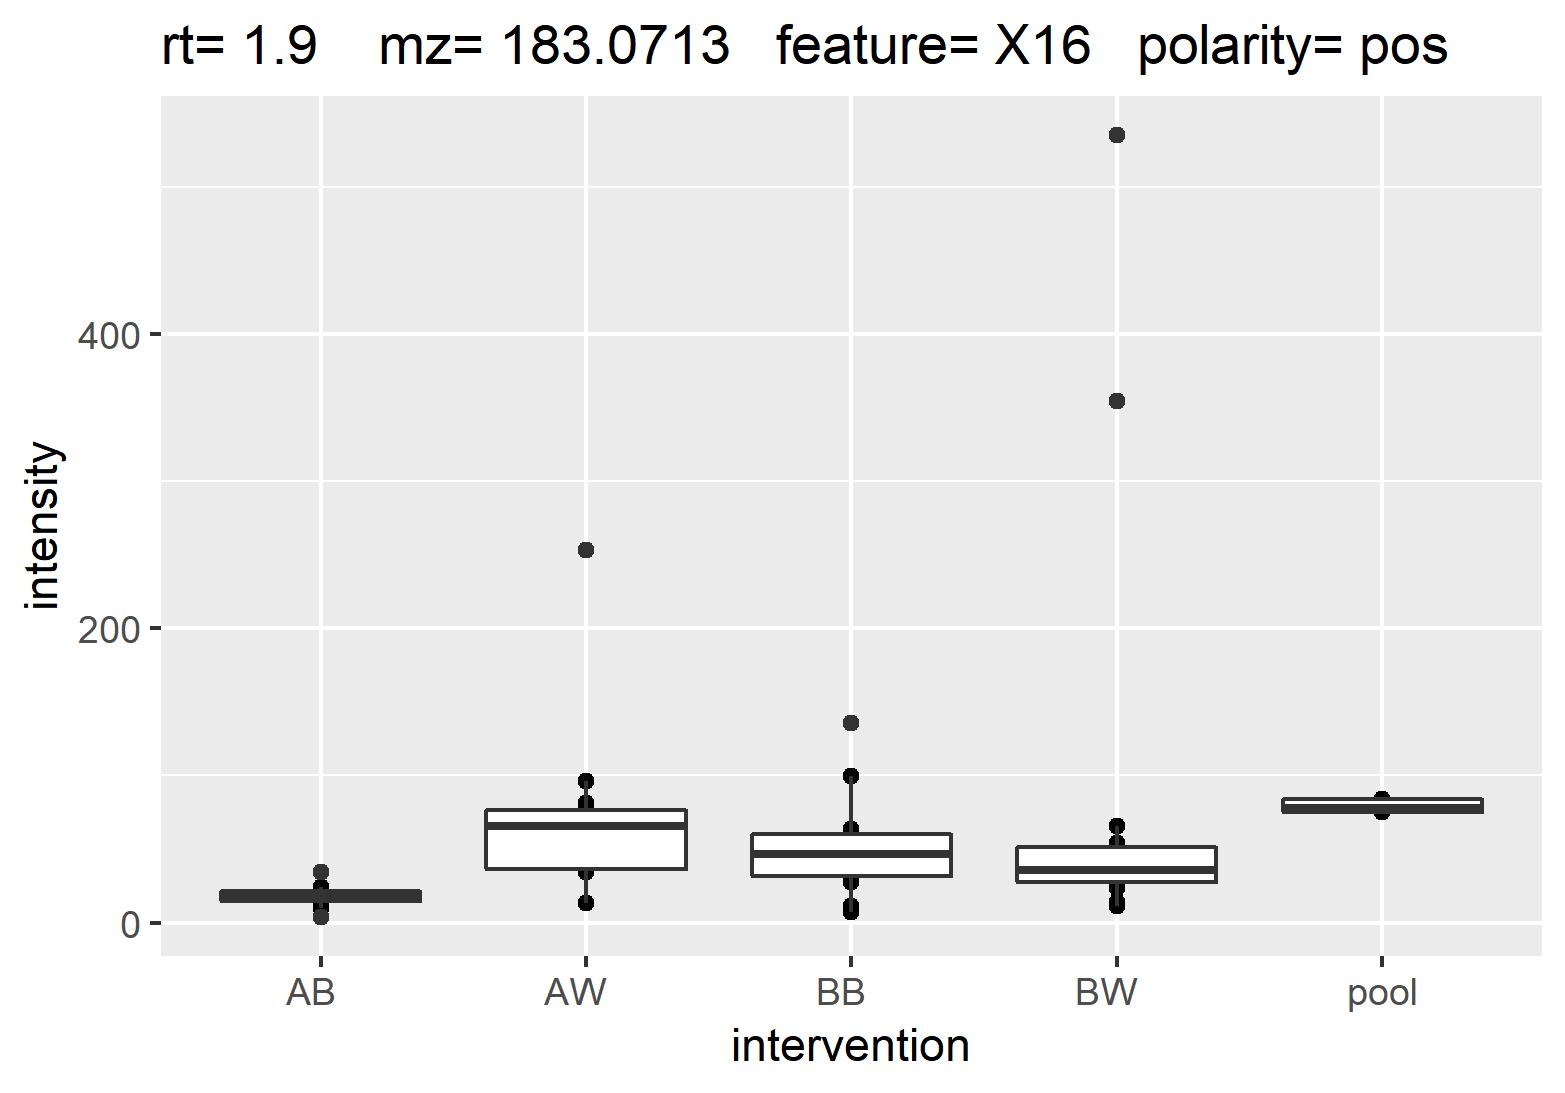 rt= 1.9 mz= 183.0713 feature= X16 polarity= pos
intensity
400
200
0
AB AW BB BW pool
intervention